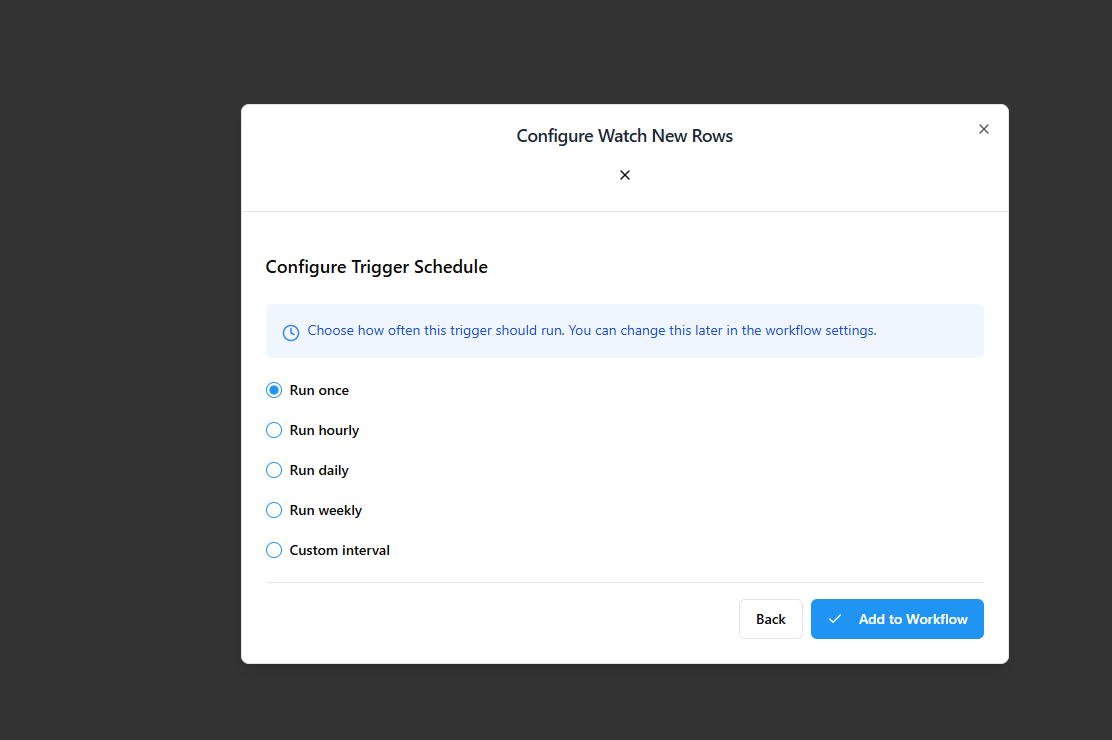 Configure Watch New Rows
Configure Trigger Schedule
Choose how often this trigger should run. You can change this later in the workflow settings.
Run once
Run hourly
Run daily
Run weekly
Custom interval
Back
Add to Workflow